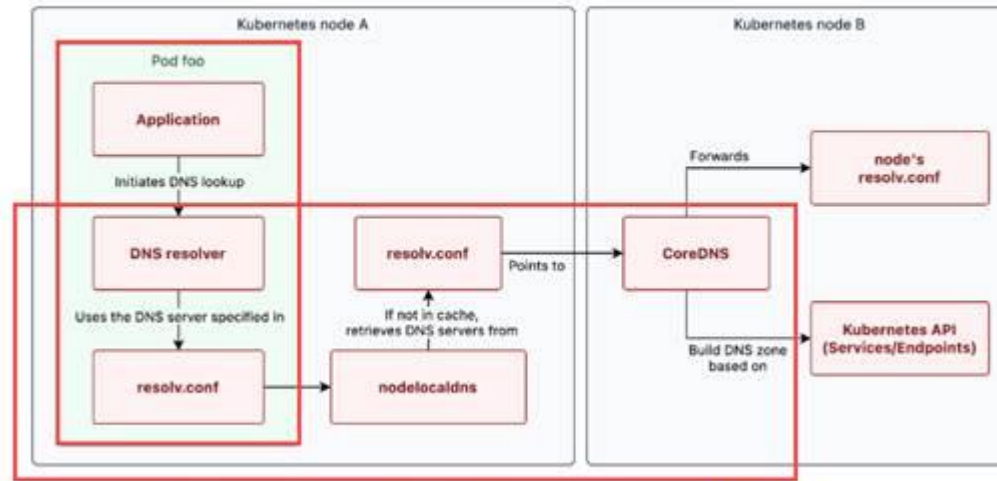 Kubernetes node A
Kubernetes node B
Pod foo
Application
Initiates DNS lookup
DNS resolver
Uses the DNS server specified in
resolv.conf
nodelocaldns
If not in cache,
retrieves DNS servers from
resolv.conf
Points to
CoreDNS
Forwards
node's
resolv.conf
Build DNS zone
based on
Kubernetes API
(Services/Endpoints)